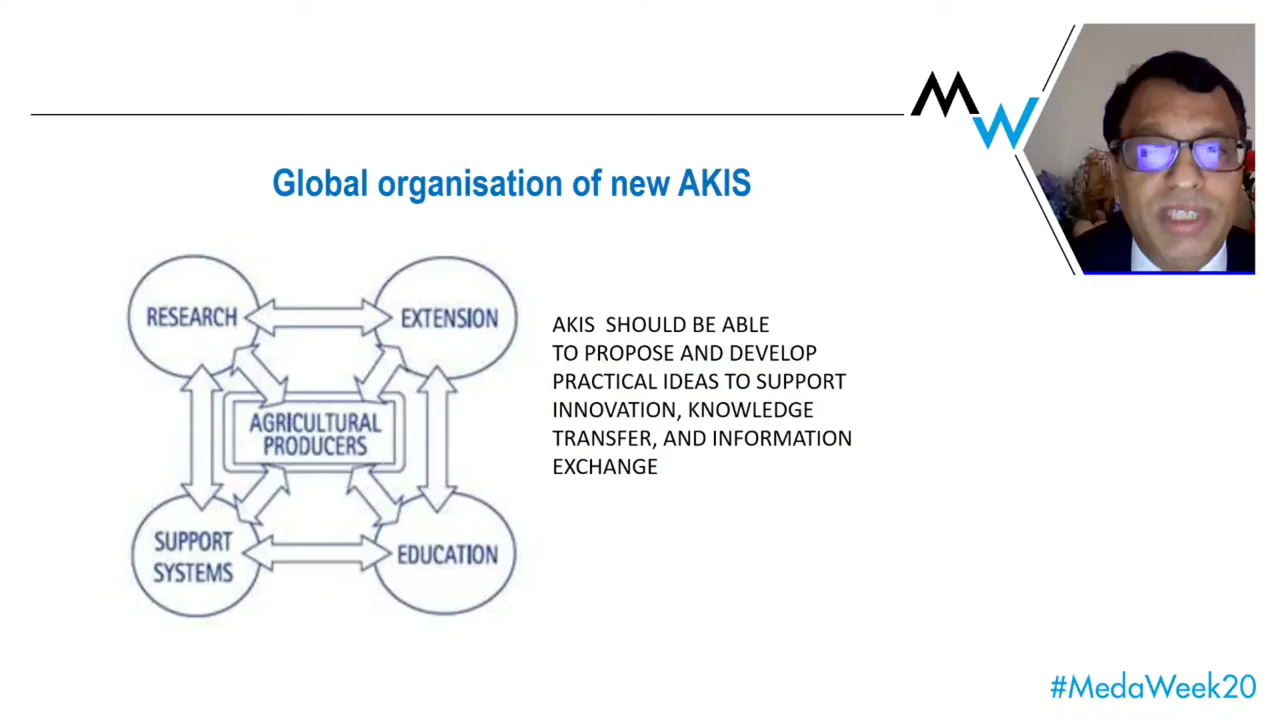 MW
Global organisation of new AKIS
RESEARCH
EXTENSION
AGRICULTURAL
PRODUCERS
SUPPORT
SYSTEMS
EDUCATION
AKIS SHOULD BE ABLE
TO PROPOSE AND DEVELOP
PRACTICAL IDEAS TO SUPPORT
INNOVATION, KNOWLEDGE
TRANSFER, AND INFORMATION
EXCHANGE
#MedaWeek20